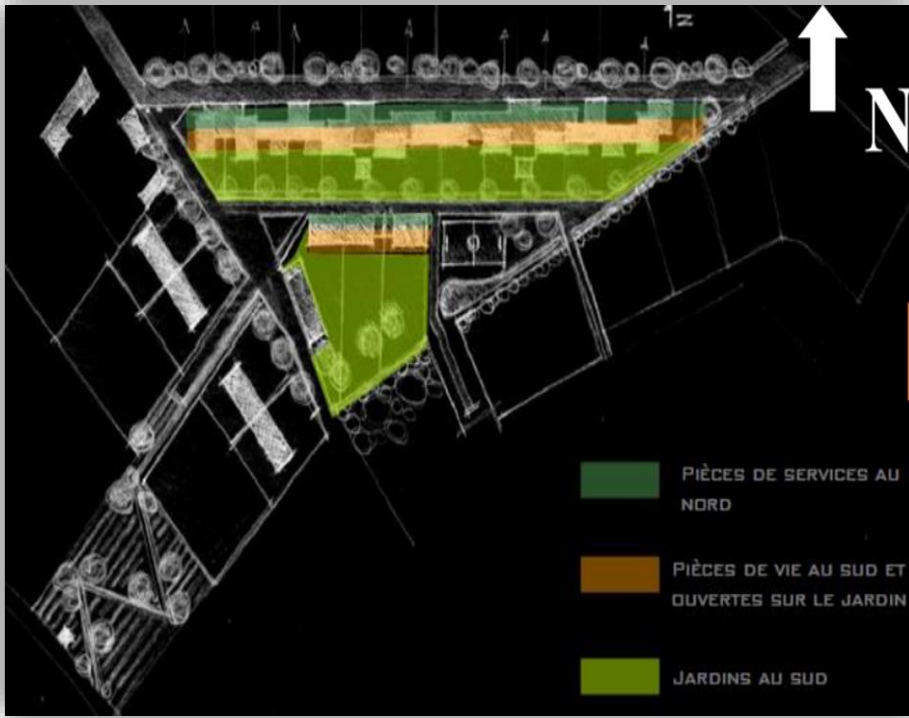 N
PIÈCES DE SERVICES AU
NORD
PIÈCES DE VIE AU SUD ET
OUVERTES SUR LE JARDIN
JARDINS AU SUD